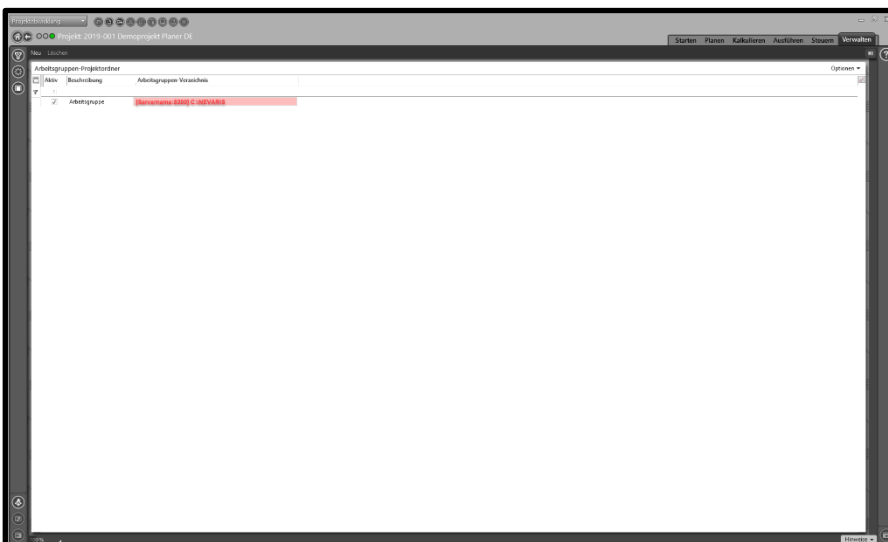 Projektabwicklung
Projekt: 2019-001 Demoprojekt Planer DE
Starten Planen Kalkulieren Ausführen Steuern Verwalten
Neu Löschen
Arbeitsgruppen-Projektordner
Optionen
Aktiv Beschreibung Arbeitsgruppen Verzeichnis
Arbeitsgruppe
Hinweise